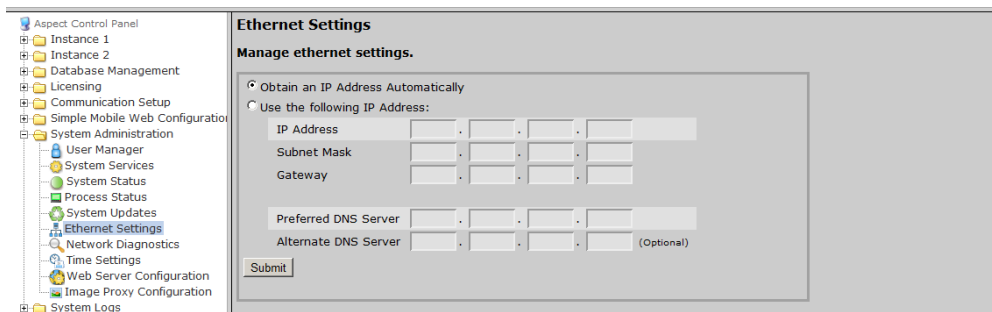 Aspect Control Panel
Instance 1
Instance 2
Database Management
Licensing
Communication Setup
Simple Mobile Web Configuratio
System Administration
User Manager
System Services
System Status
Process Status
System Updates
Ethernet Settings
Network Diagnostics
Time Settings
Web Server Configuration
Image Proxy Configuration
System Logs
Ethernet Settings
Manage ethernet settings.
Obtain an IP Address Automatically
Use the following IP Address:
IP Address . . .
Subnet Mask . . .
Gateway . . .
Preferred DNS Server . . .
Alternate DNS Server . . . (Optional)
Submit